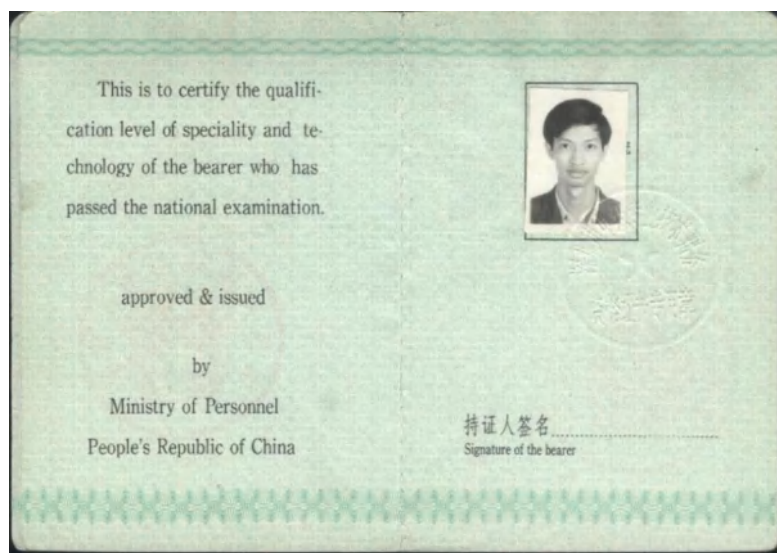 This is to certify the qualifi-
cation level of speciality and te-
chnology of the bearer who has
passed the national examination.
approved & issued
by
Ministry of Personnel
People's Republic of China
持证人签名
Signature of the bearer